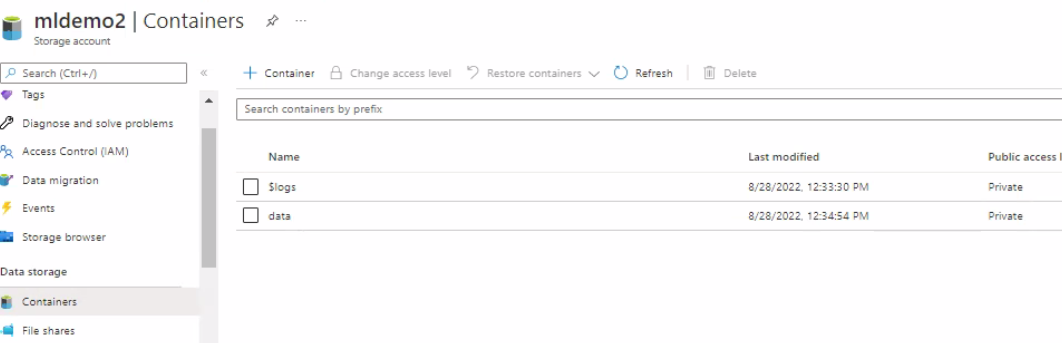 mldemo2 | Containers
Storage account
Search (Ctrl+/)
Tags
Diagnose and solve problems
Access Control (IAM)
Data migration
Events
Storage browser
Data storage
Containers
File shares
Container Change access level Restore containers Refresh Delete
Search containers by prefix
Name Last modified Public access l
$logs 8/28/2022, 12:33:30 PM Private
data 8/28/2022, 12:34:54 PM Private